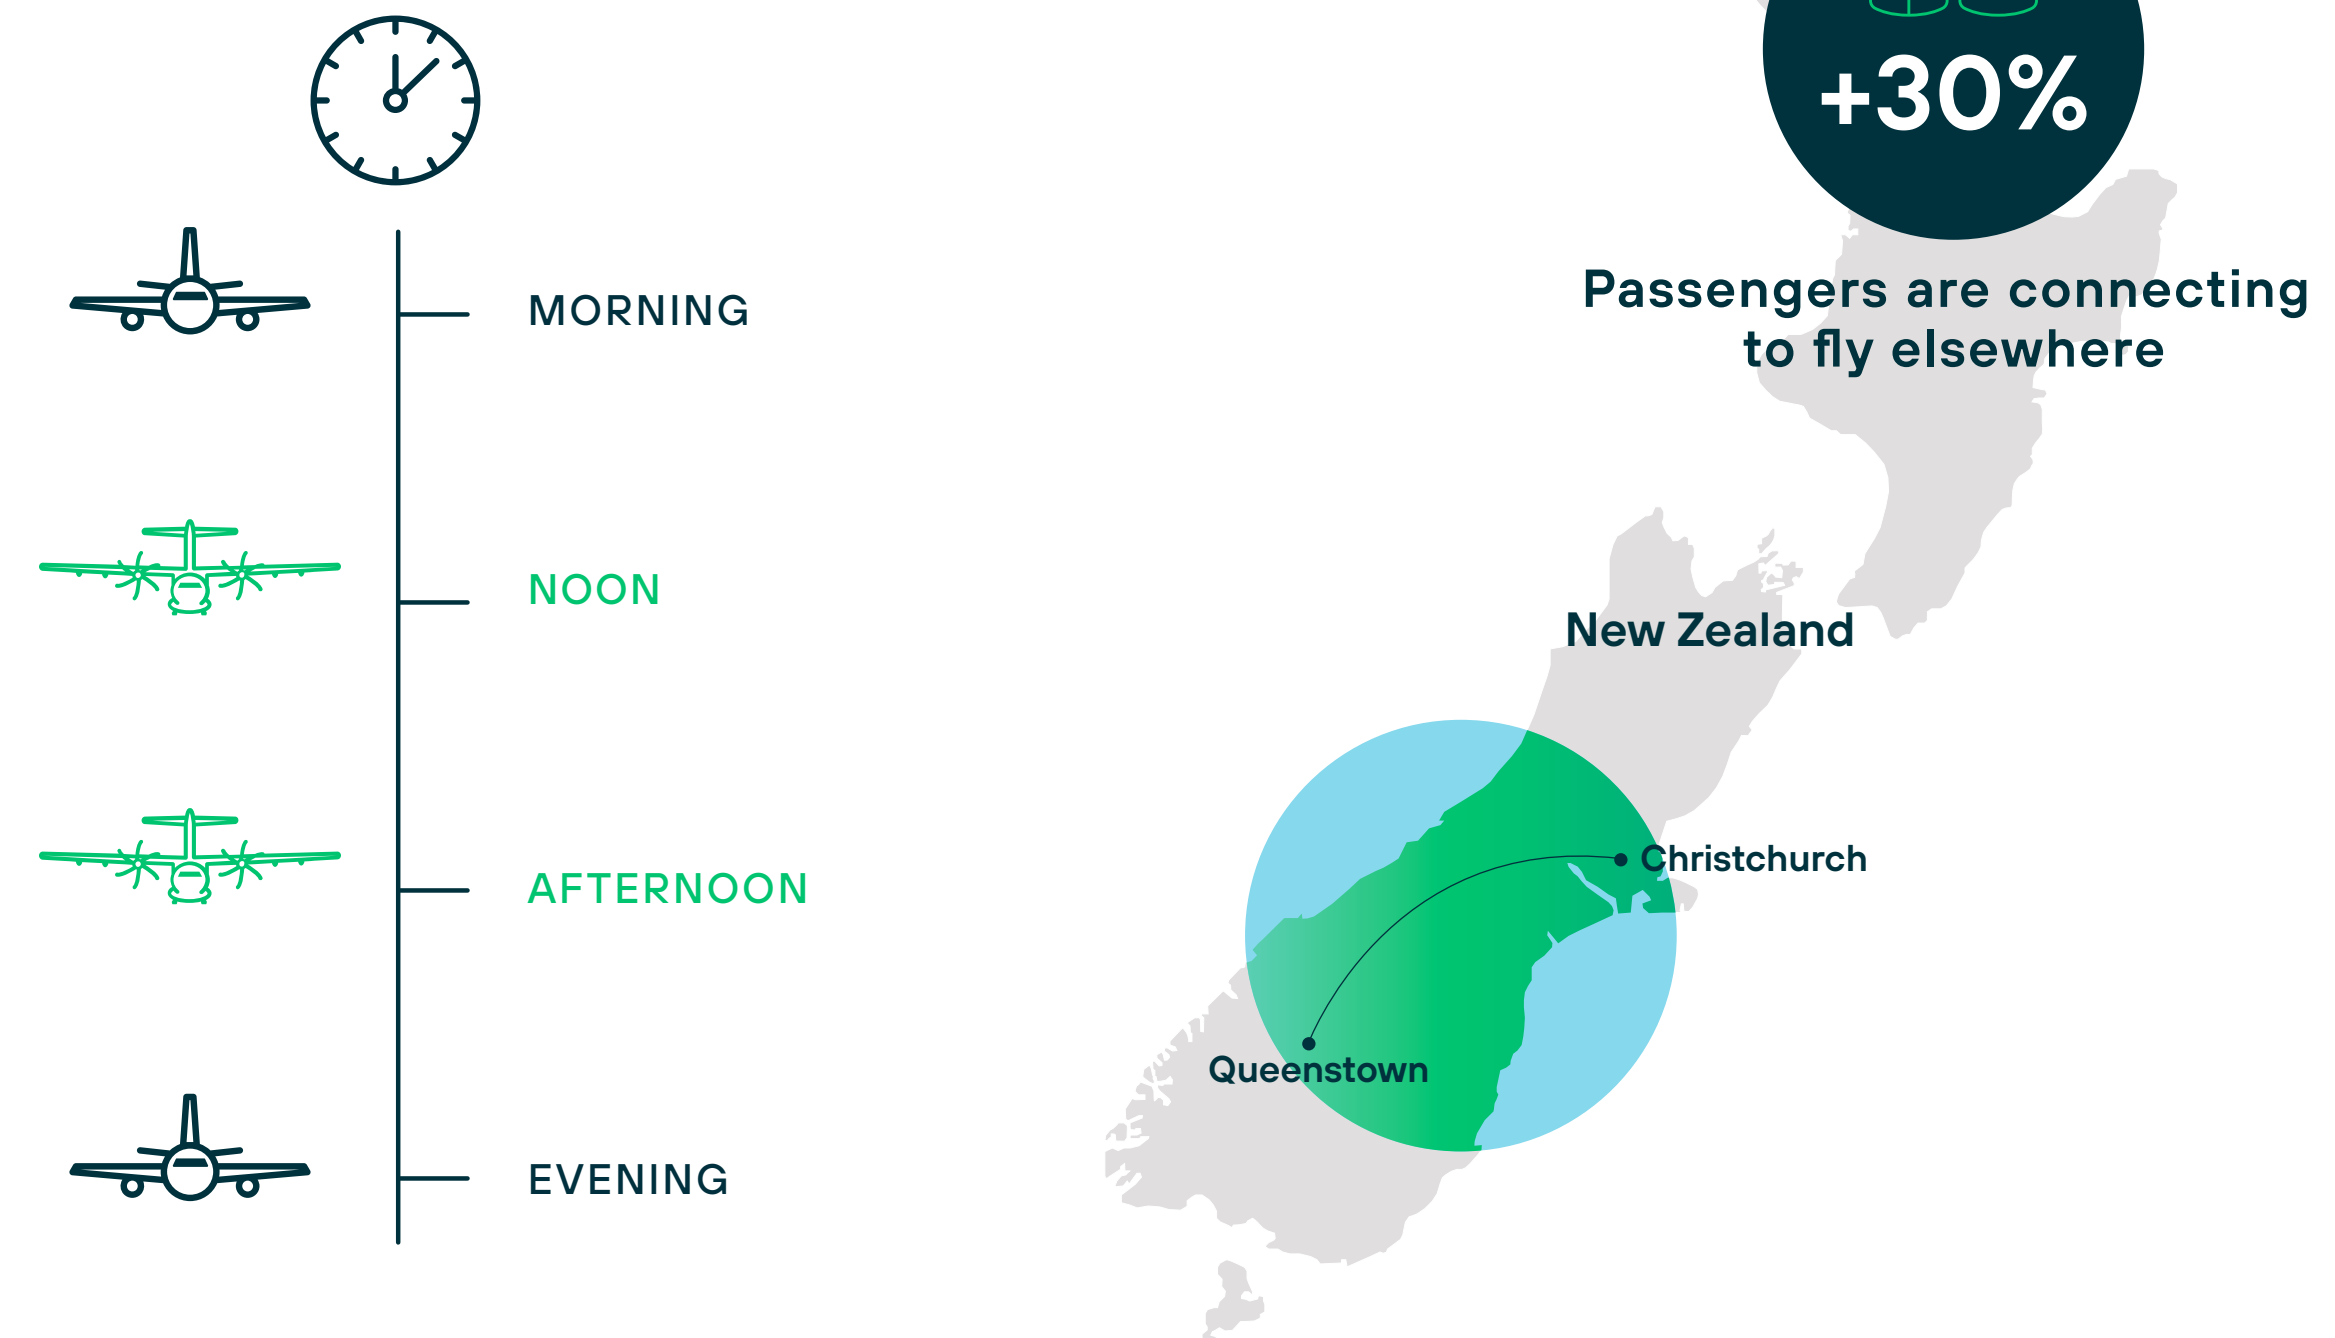 +30%
Passengers are connecting
to fly elsewhere
MORNING
NOON
AFTERNOON
EVENING
New Zealand
Christchurch
Queenstown